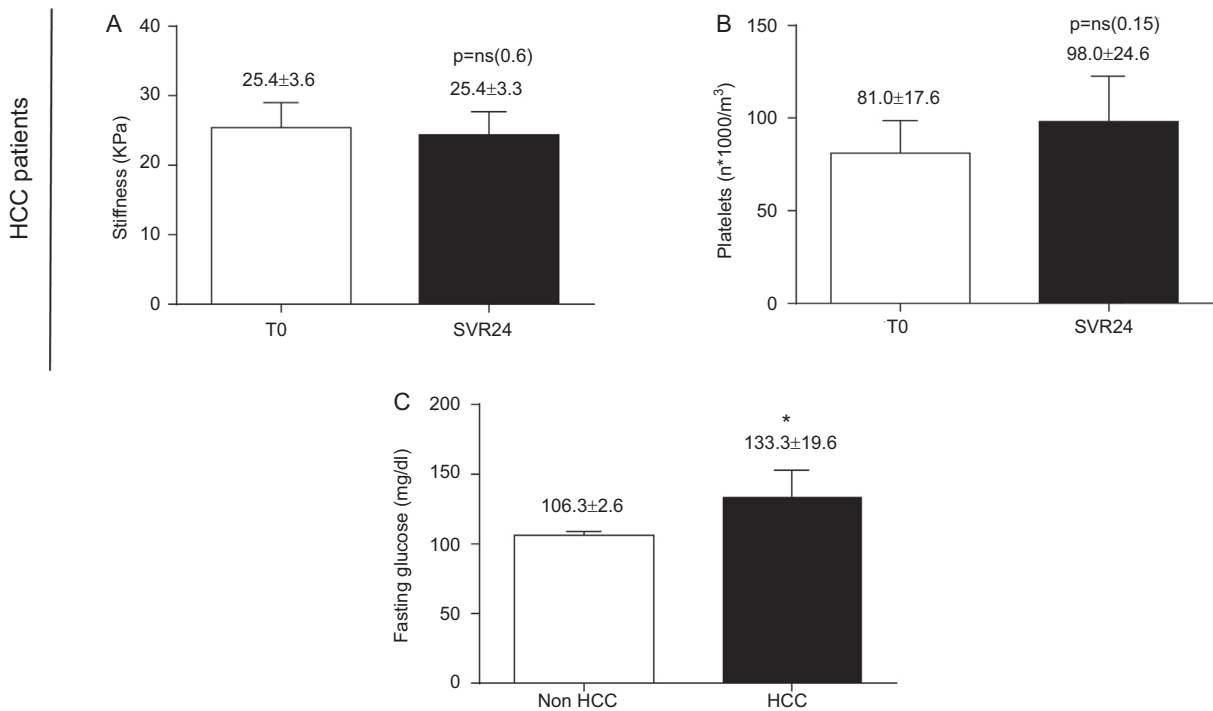 HCC patients
A
Stiffness (KPa)
40
30
20
10
0
25.4±3.6
p=ns(0.6)
25.4±3.3
T0
SVR24
B
Platelets (n*1000/m³)
150
100
50
0
81.0±17.6
p=ns(0.15)
98.0±24.6
T0
SVR24
C
Fasting glucose (mg/dl)
200
150
100
50
0
106.3±2.6
*
133.3±19.6
Non HCC
HCC